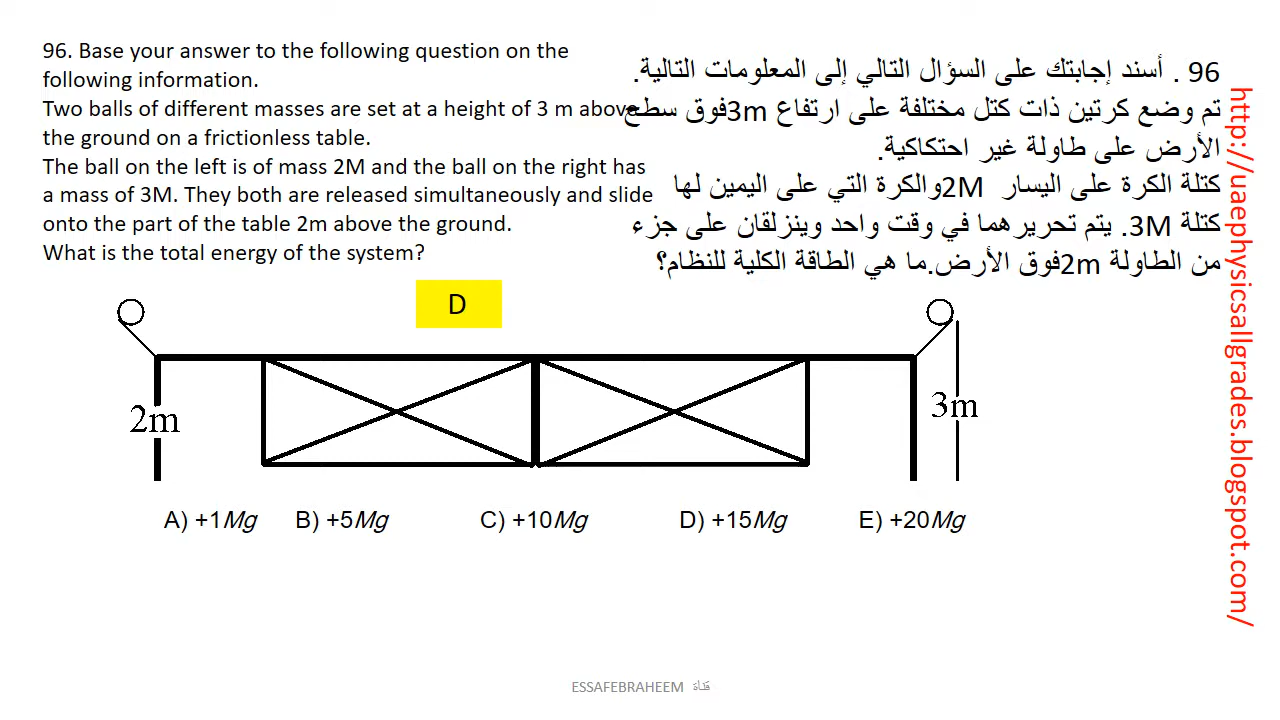 96. Base your answer to the following question on the
following information.
Two balls of different masses are set at a height of 3 m above
the ground on a frictionless table.
The ball on the left is of mass 2M and the ball on the right has
a mass of 3M. They both are released simultaneously and slide
onto the part of the table 2m above the ground.
What is the total energy of the system?
96 . أسند إجابتك على السؤال التالي إلى المعلومات التالية.
تم وضع كرتين ذات كتل مختلفة على ارتفاع 3m فوق سطح
الأرض على طاولة غير احتكاكية.
كتلة الكرة على اليسار 2M والكرة التي على اليمين لها
كتلة 3M. يتم تحريرهما في وقت واحد وينزلقان على جزء
من الطاولة 2m فوق الأرض.ما هي الطاقة الكلية للنظام؟
http://uaephysicsallgrades.blogspot.com/
D
2m
3m
A) +1Mg B) +5Mg C) +10Mg D) +15Mg E) +20Mg
ESSAFEBRAHEEM قناة